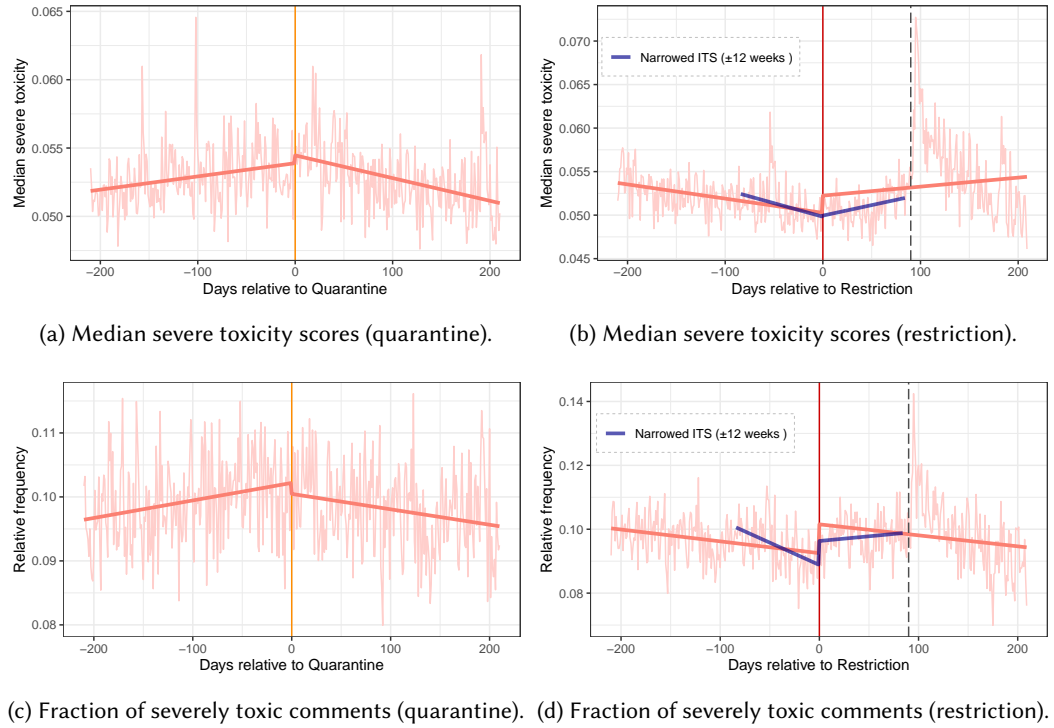 0.065
0.060
0.055
0.050
Median severe toxicity
−200 −100 0 100 200
Days relative to Quarantine
(a) Median severe toxicity scores (quarantine).
0.070
0.065
0.060
0.055
0.050
0.045
Median severe toxicity
Narrowed ITS (±12 weeks )
−200 −100 0 100 200
Days relative to Restriction
(b) Median severe toxicity scores (restriction).
0.11
0.10
0.09
0.08
Relative frequency
−200 −100 0 100 200
Days relative to Quarantine
(c) Fraction of severely toxic comments (quarantine).
0.14
0.12
0.10
0.08
Relative frequency
Narrowed ITS (±12 weeks )
−200 −100 0 100 200
Days relative to Restriction
(d) Fraction of severely toxic comments (restriction).